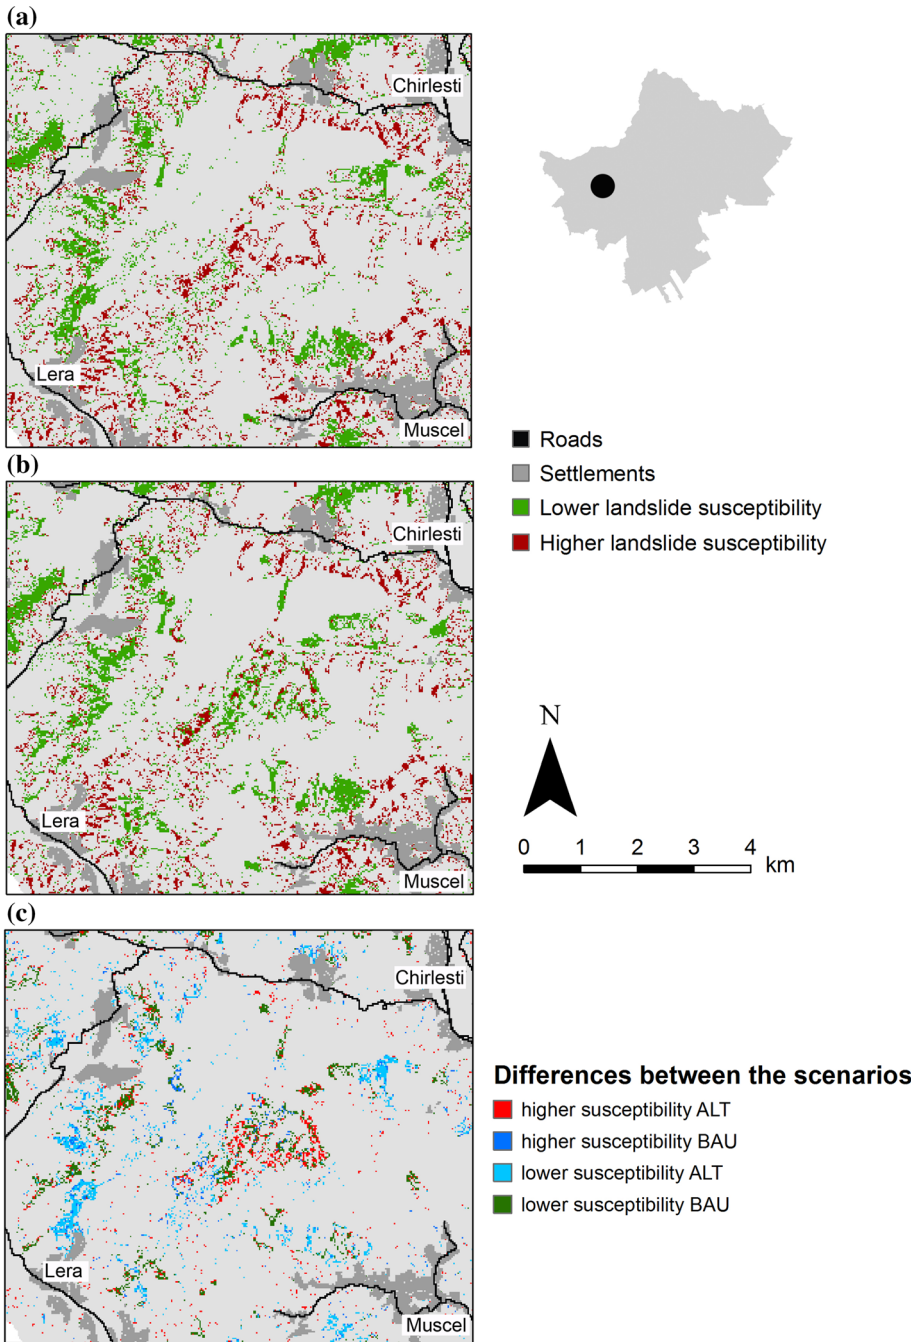 (a)
Chirlesti
Lera
Muscel
Roads
Settlements
Lower landslide susceptibility
Higher landslide susceptibility
(b)
Chirlesti
Lera
Muscel
N
0 1 2 3 4
km
(c)
Chirlesti
Lera
Muscel
Differences between the scenarios
higher susceptibility ALT
higher susceptibility BAU
lower susceptibility ALT
lower susceptibility BAU